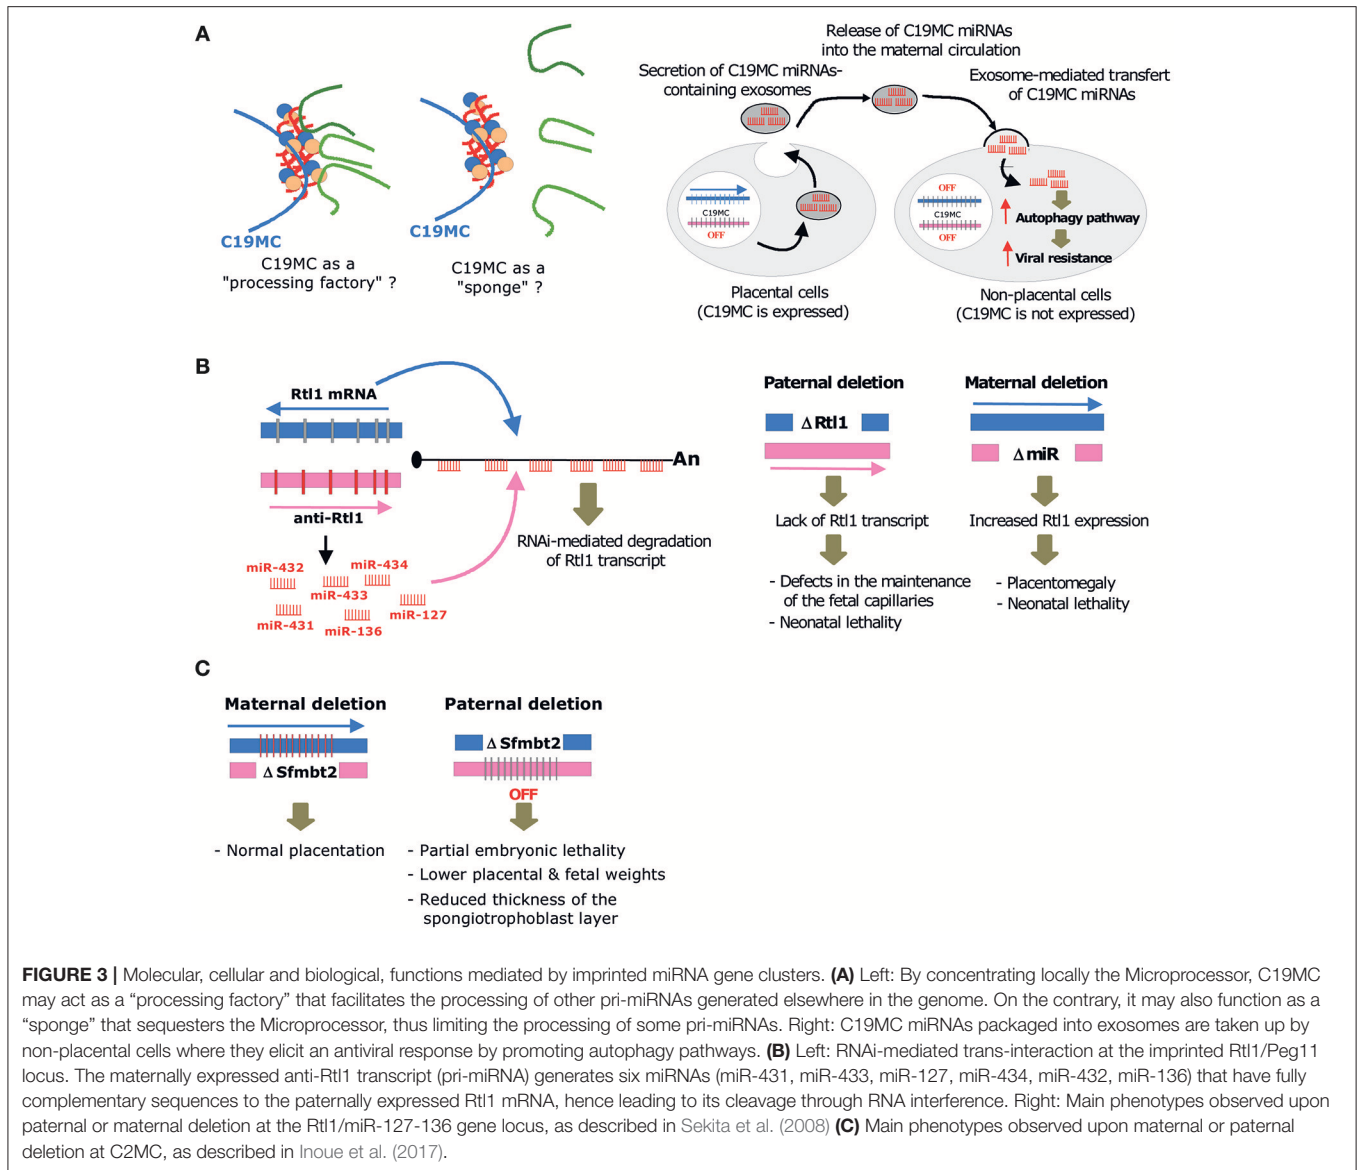 A
C19MC
C19MC as a
"processing factory" ?
C19MC
C19MC as a
"sponge" ?
Release of C19MC miRNAs
into the maternal circulation
Secretion of C19MC miRNAs-
containing exosomes
Exosome-mediated transfert
of C19MC miRNAs
C19MC
OFF
Placental cells
(C19MC is expressed)
OFF
C19MC
OFF
Autophagy pathway
Viral resistance
Non-placental cells
(C19MC is not expressed)
B
Rtl1 mRNA
anti-Rtl1
miR-432
miR-434
miR-433
miR-127
miR-431
miR-136
An
RNAi-mediated degradation
of Rtl1 transcript
Paternal deletion
Δ Rtl1
Lack of Rtl1 transcript
- Defects in the maintenance
of the fetal capillaries
- Neonatal lethality
Maternal deletion
Δ miR
Increased Rtl1 expression
- Placentomegaly
- Neonatal lethality
C
Maternal deletion
Δ Sfmbt2
- Normal placentation
Paternal deletion
Δ Sfmbt2
OFF
- Partial embryonic lethality
- Lower placental & fetal weights
- Reduced thickness of the
spongiotrophoblast layer
FIGURE 3 | Molecular, cellular and biological, functions mediated by imprinted miRNA gene clusters. (A) Left: By concentrating locally the Microprocessor, C19MC
may act as a “processing factory” that facilitates the processing of other pri-miRNAs generated elsewhere in the genome. On the contrary, it may also function as a
“sponge” that sequesters the Microprocessor, thus limiting the processing of some pri-miRNAs. Right: C19MC miRNAs packaged into exosomes are taken up by
non-placental cells where they elicit an antiviral response by promoting autophagy pathways. (B) Left: RNAi-mediated trans-interaction at the imprinted Rtl1/Peg11
locus. The maternally expressed anti-Rtl1 transcript (pri-miRNA) generates six miRNAs (miR-431, miR-433, miR-127, miR-434, miR-432, miR-136) that have fully
complementary sequences to the paternally expressed Rtl1 mRNA, hence leading to its cleavage through RNA interference. Right: Main phenotypes observed upon
paternal or maternal deletion at the Rtl1/miR-127-136 gene locus, as described in Sekita et al. (2008) (C) Main phenotypes observed upon maternal or paternal
deletion at C2MC, as described in Inoue et al. (2017).